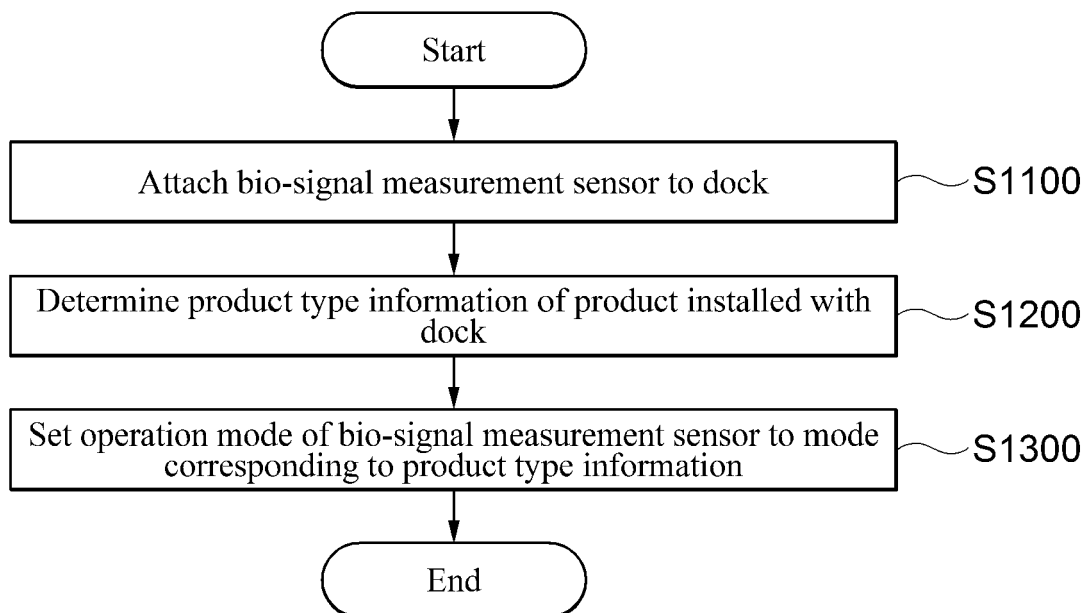 Start
Attach bio-signal measurement sensor to dock
S1100
Determine product type information of product installed with
dock
S1200
Set operation mode of bio-signal measurement sensor to mode
corresponding to product type information
S1300
End